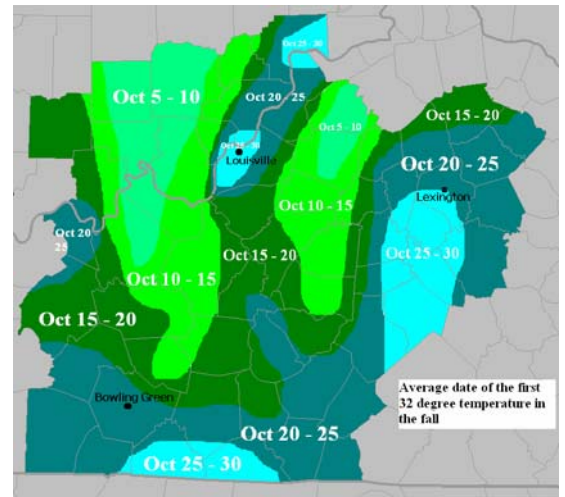 Oct 25 - 30
Oct 5 - 10
Oct 20 - 25
Oct 15 - 20
Oct 5 - 10
Oct 25 - 30
Louisville
Oct 20 - 25
Lexington
Oct 10 - 15
Oct 20
25
Oct 15 - 20
Oct 25 - 30
Oct 10 - 15
Oct 15 - 20
Average date of the first
32 degree temperature in
the fall
Bowling Green
Oct 20 - 25
Oct 25 - 30